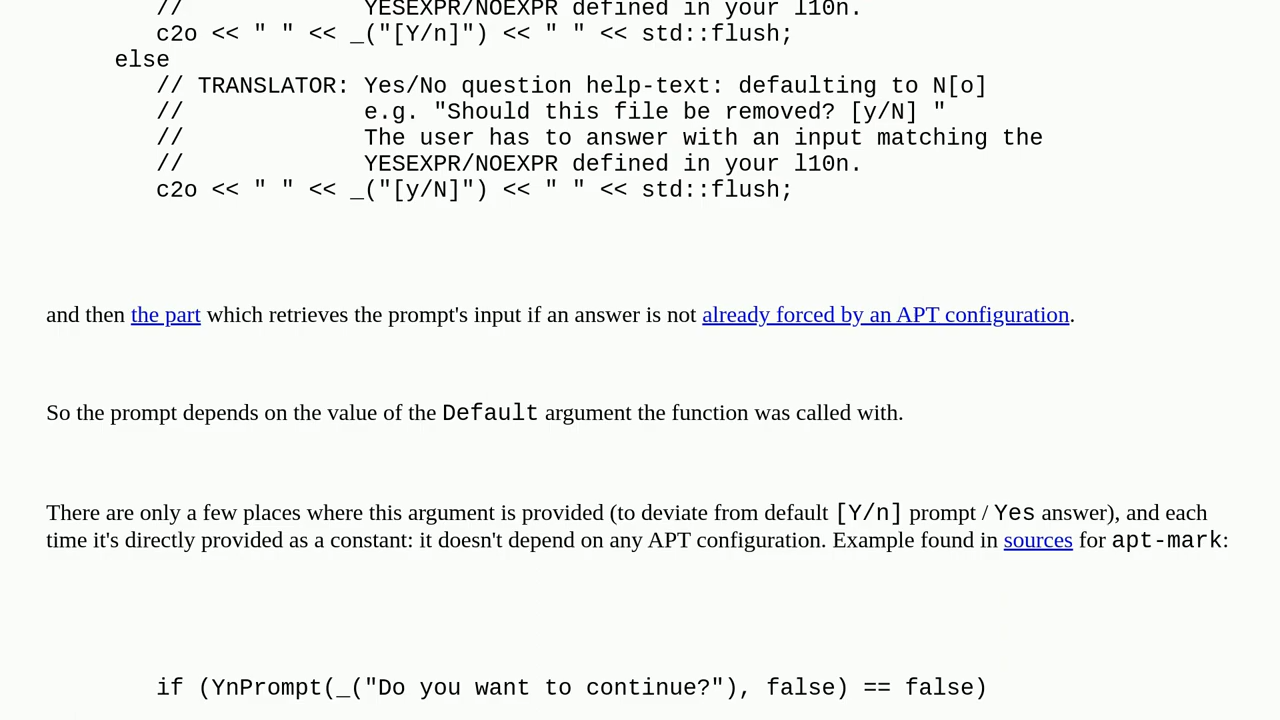 //             YESEXPR/NOEXPR defined in your l10n.
c2o << " " << _("[Y/n]") << " " << std::flush;
else
// TRANSLATOR: Yes/No question help-text: defaulting to N[o]
//             e.g. "Should this file be removed? [y/N] "
//             The user has to answer with an input matching the
//             YESEXPR/NOEXPR defined in your l10n.
c2o << " " << _("[y/N]") << " " << std::flush;
and then the part which retrieves the prompt's input if an answer is not already forced by an APT configuration.
So the prompt depends on the value of the Default argument the function was called with.
There are only a few places where this argument is provided (to deviate from default [Y/n] prompt / Yes answer), and each
time it's directly provided as a constant: it doesn't depend on any APT configuration. Example found in sources for apt-mark:
if (YnPrompt(_("Do you want to continue?"), false) == false)